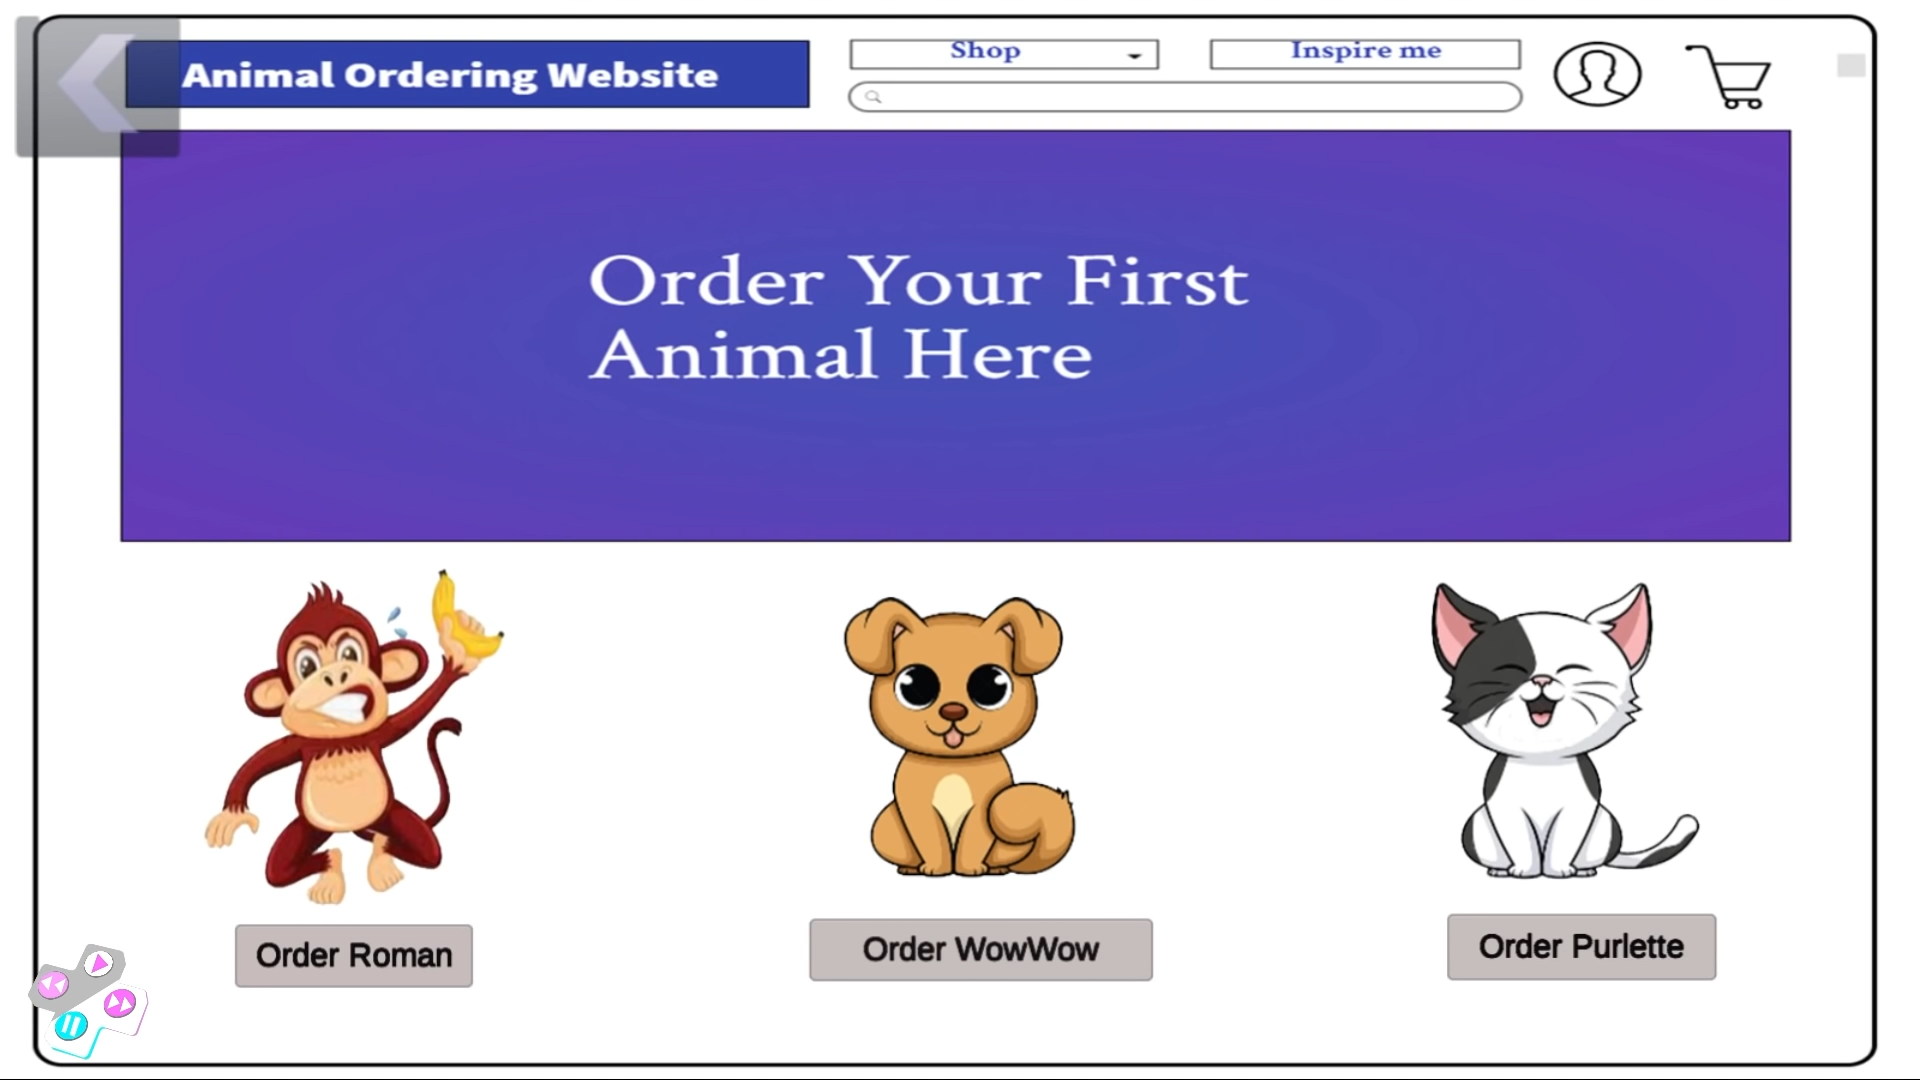 Animal Ordering Website
Shop
Inspire me
Order Your First
Animal Here
Order Roman
Order WowWow
Order Purlette